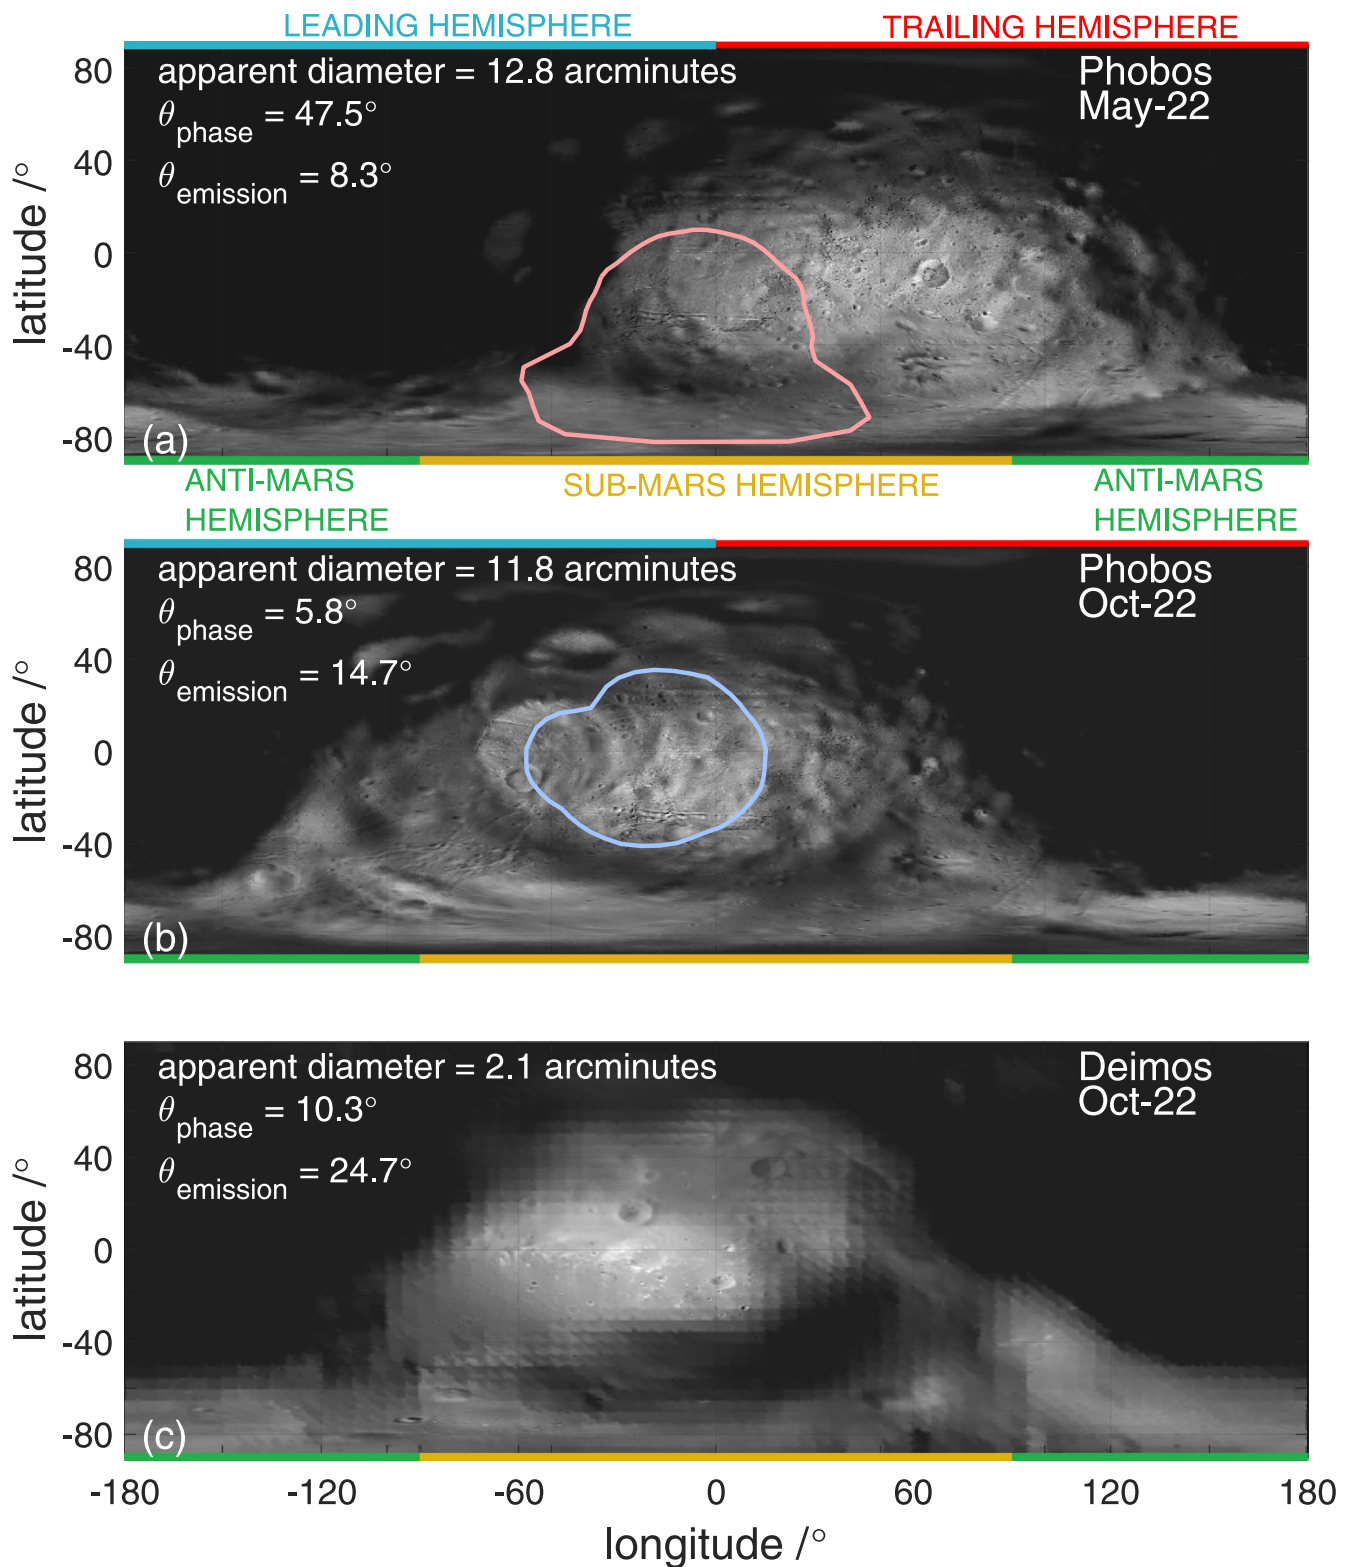 LEADING HEMISPHERE
TRAILING HEMISPHERE
80
40
0
-40
-80
latitude /°
apparent diameter = 12.8 arcminutes
θphase = 47.5°
θemission = 8.3°
Phobos
May-22
(a)
ANTI-MARS
HEMISPHERE
SUB-MARS HEMISPHERE
ANTI-MARS
HEMISPHERE
80
40
0
-40
-80
latitude /°
apparent diameter = 11.8 arcminutes
θphase = 5.8°
θemission = 14.7°
Phobos
Oct-22
(b)
80
40
0
-40
-80
latitude /°
apparent diameter = 2.1 arcminutes
θphase = 10.3°
θemission = 24.7°
Deimos
Oct-22
(c)
-180 -120 -60 0 60 120 180
longitude /°